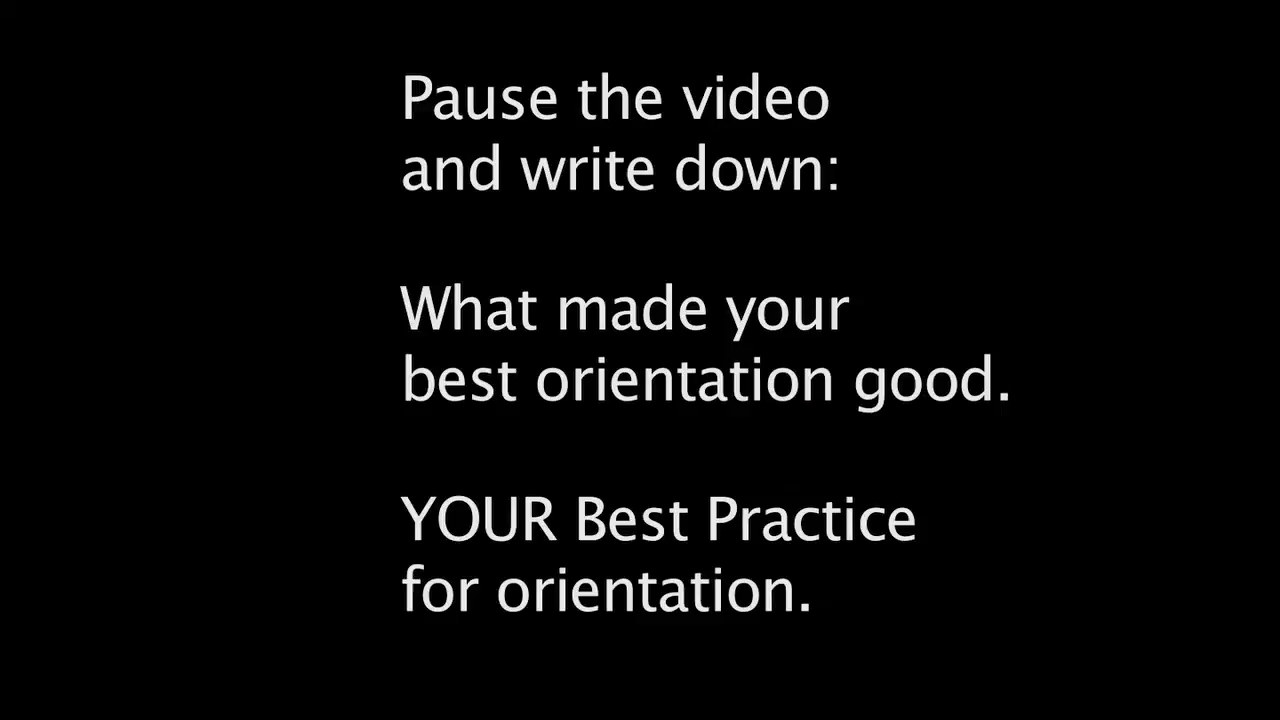 Pause the video
and write down:
What made your
best orientation good.
YOUR Best Practice
for orientation.